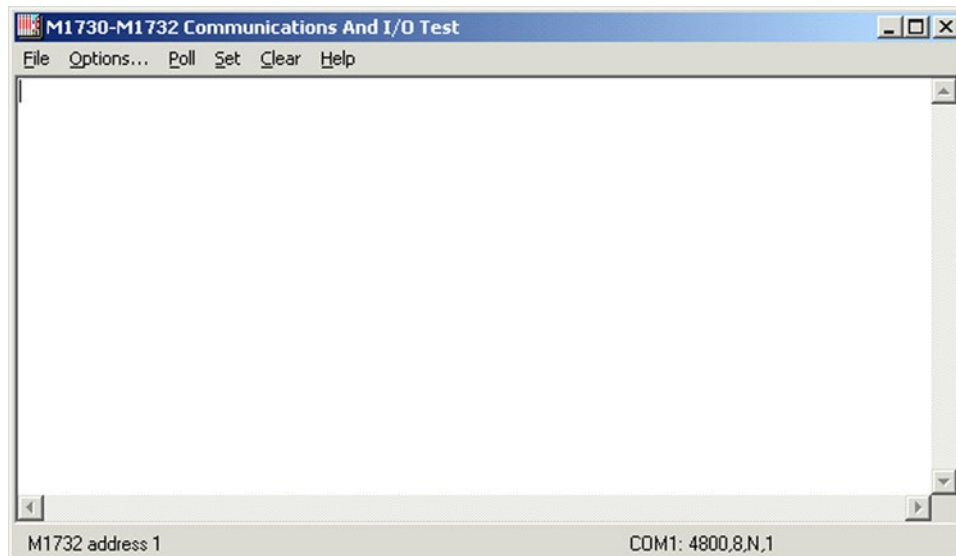 M1730-M1732 Communications And I/O Test
File Options... Poll Set Clear Help
M1732 address 1 COM1: 4800,8,N,1